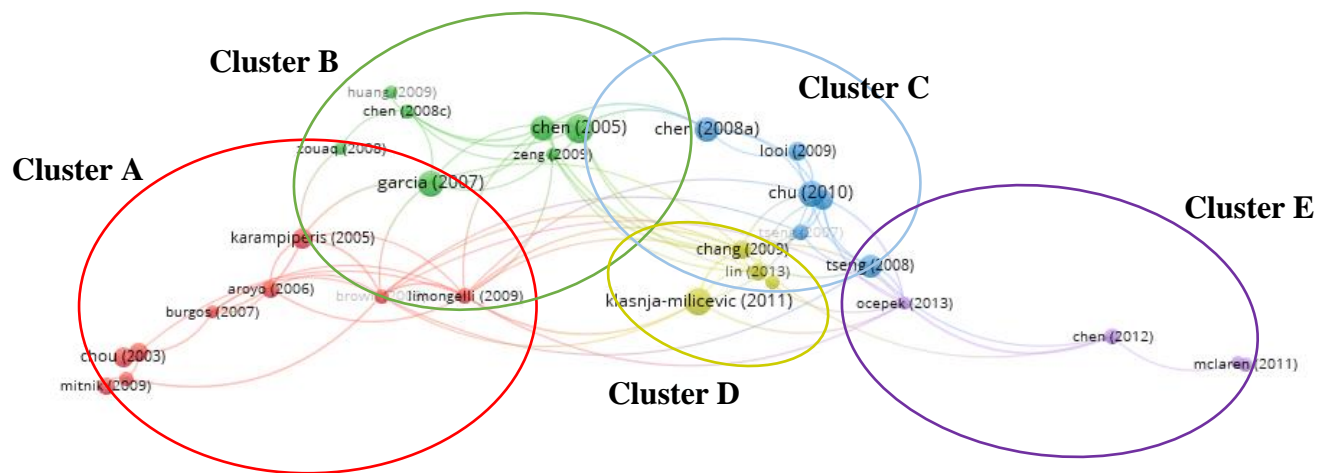 Cluster B
Cluster C
huang (2009)
chen (2008c)
chen (2005)
chen (2008a)
zouaq (2008)
zeng (2009)
looi (2009)
Cluster A
garcia (2007)
chu (2010)
Cluster E
karampiperis (2005)
tseng (2007)
chang (2009)
lin (2013)
tseng (2008)
aroyo (2006)
limongelli (2009)
klasnja-milicevic (2011)
ocepek (2013)
burgos (2007)
chen (2012)
chou (2003)
mclaren (2011)
mitnik (2009)
Cluster D